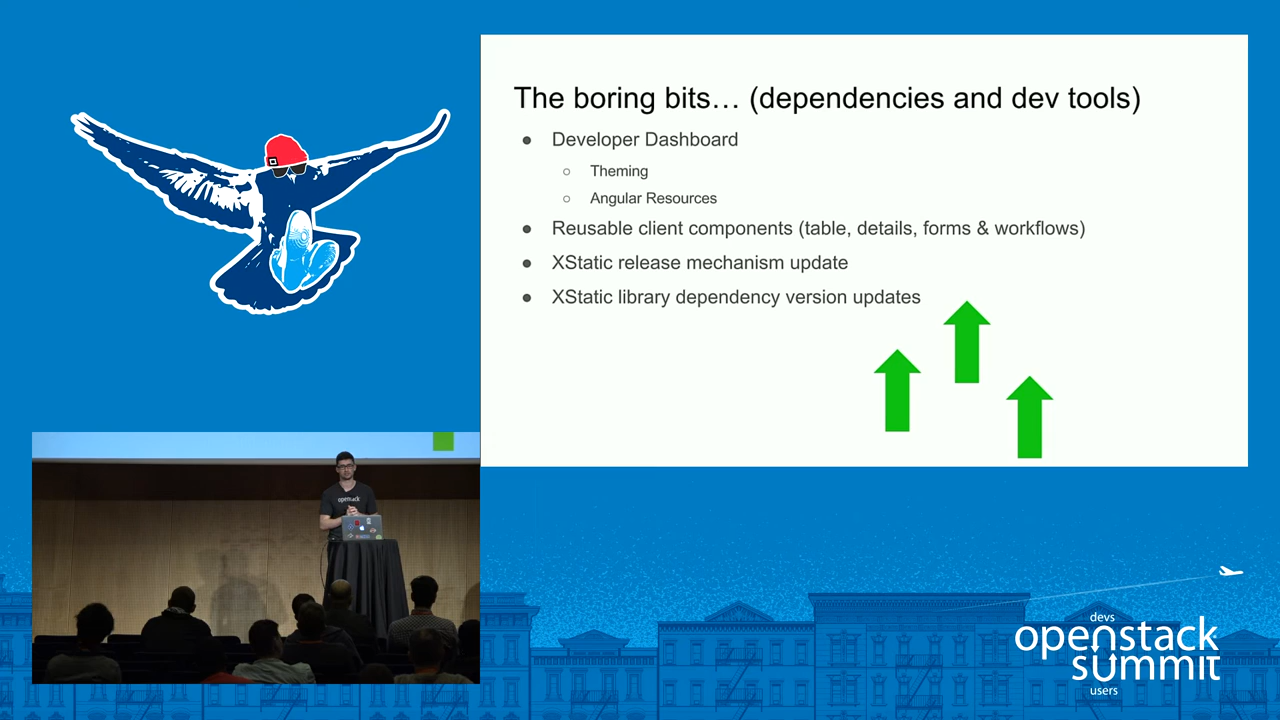 The boring bits… (dependencies and dev tools)
● Developer Dashboard
○ Theming
○ Angular Resources
● Reusable client components (table, details, forms & workflows)
● XStatic release mechanism update
● XStatic library dependency version updates
openstack
devs
openstack
summit
users